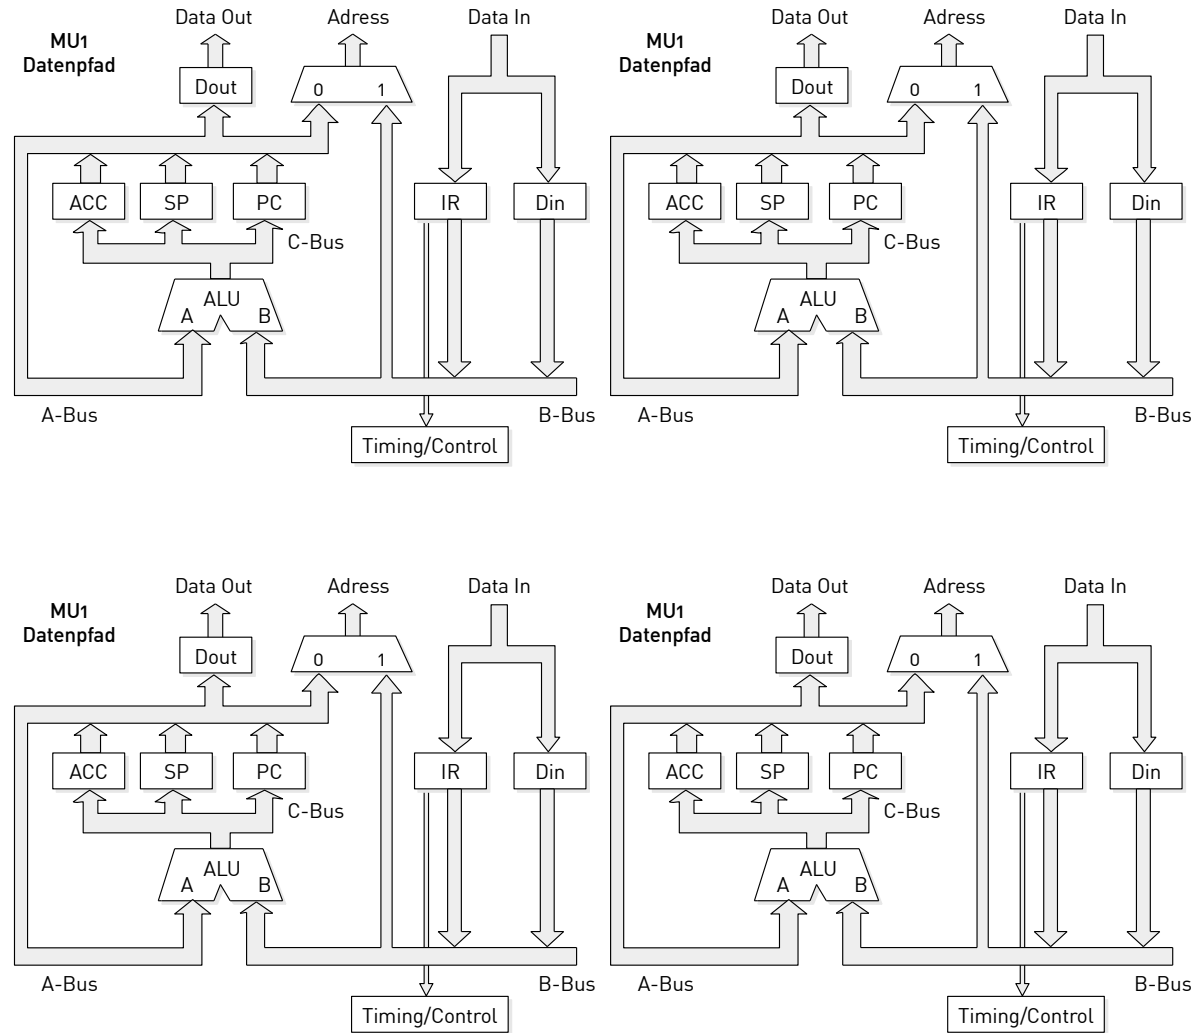 Data Out Adress Data In
MU1
Datenpfad
Dout 0 1
ACC SP PC IR Din
C-Bus
ALU
A B
A-Bus B-Bus
Timing/Control
Data Out Adress Data In
MU1
Datenpfad
Dout 0 1
ACC SP PC IR Din
C-Bus
ALU
A B
A-Bus B-Bus
Timing/Control
Data Out Adress Data In
MU1
Datenpfad
Dout 0 1
ACC SP PC IR Din
C-Bus
ALU
A B
A-Bus B-Bus
Timing/Control
Data Out Adress Data In
MU1
Datenpfad
Dout 0 1
ACC SP PC IR Din
C-Bus
ALU
A B
A-Bus B-Bus
Timing/Control